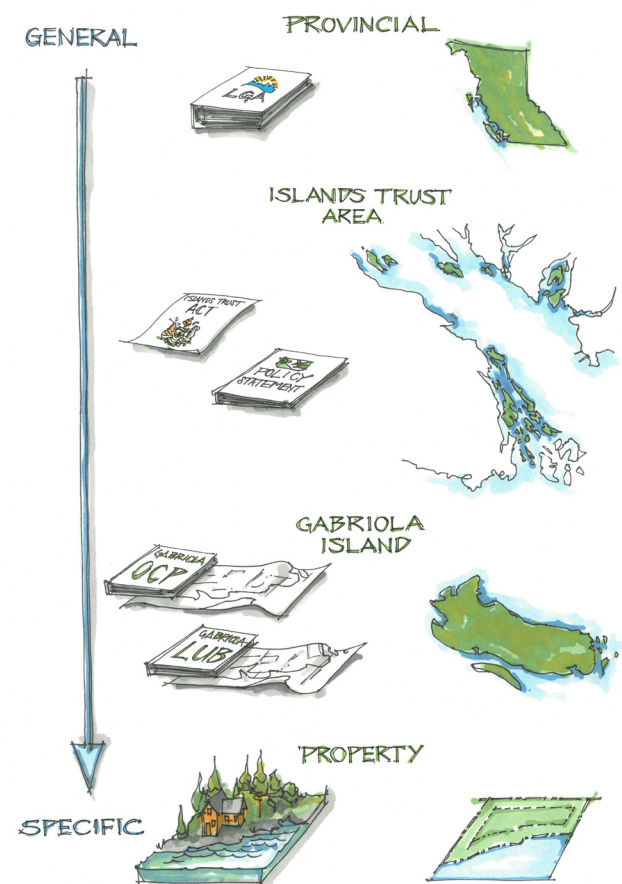 GENERAL
PROVINCIAL
LGA
ISLANDS TRUST
AREA
ISLANDS TRUST
ACT
POLICY
STATEMENT
GABRIOLA
ISLAND
GABRIOLA
OCP
GABRIOLA
LUB
PROPERTY
SPECIFIC